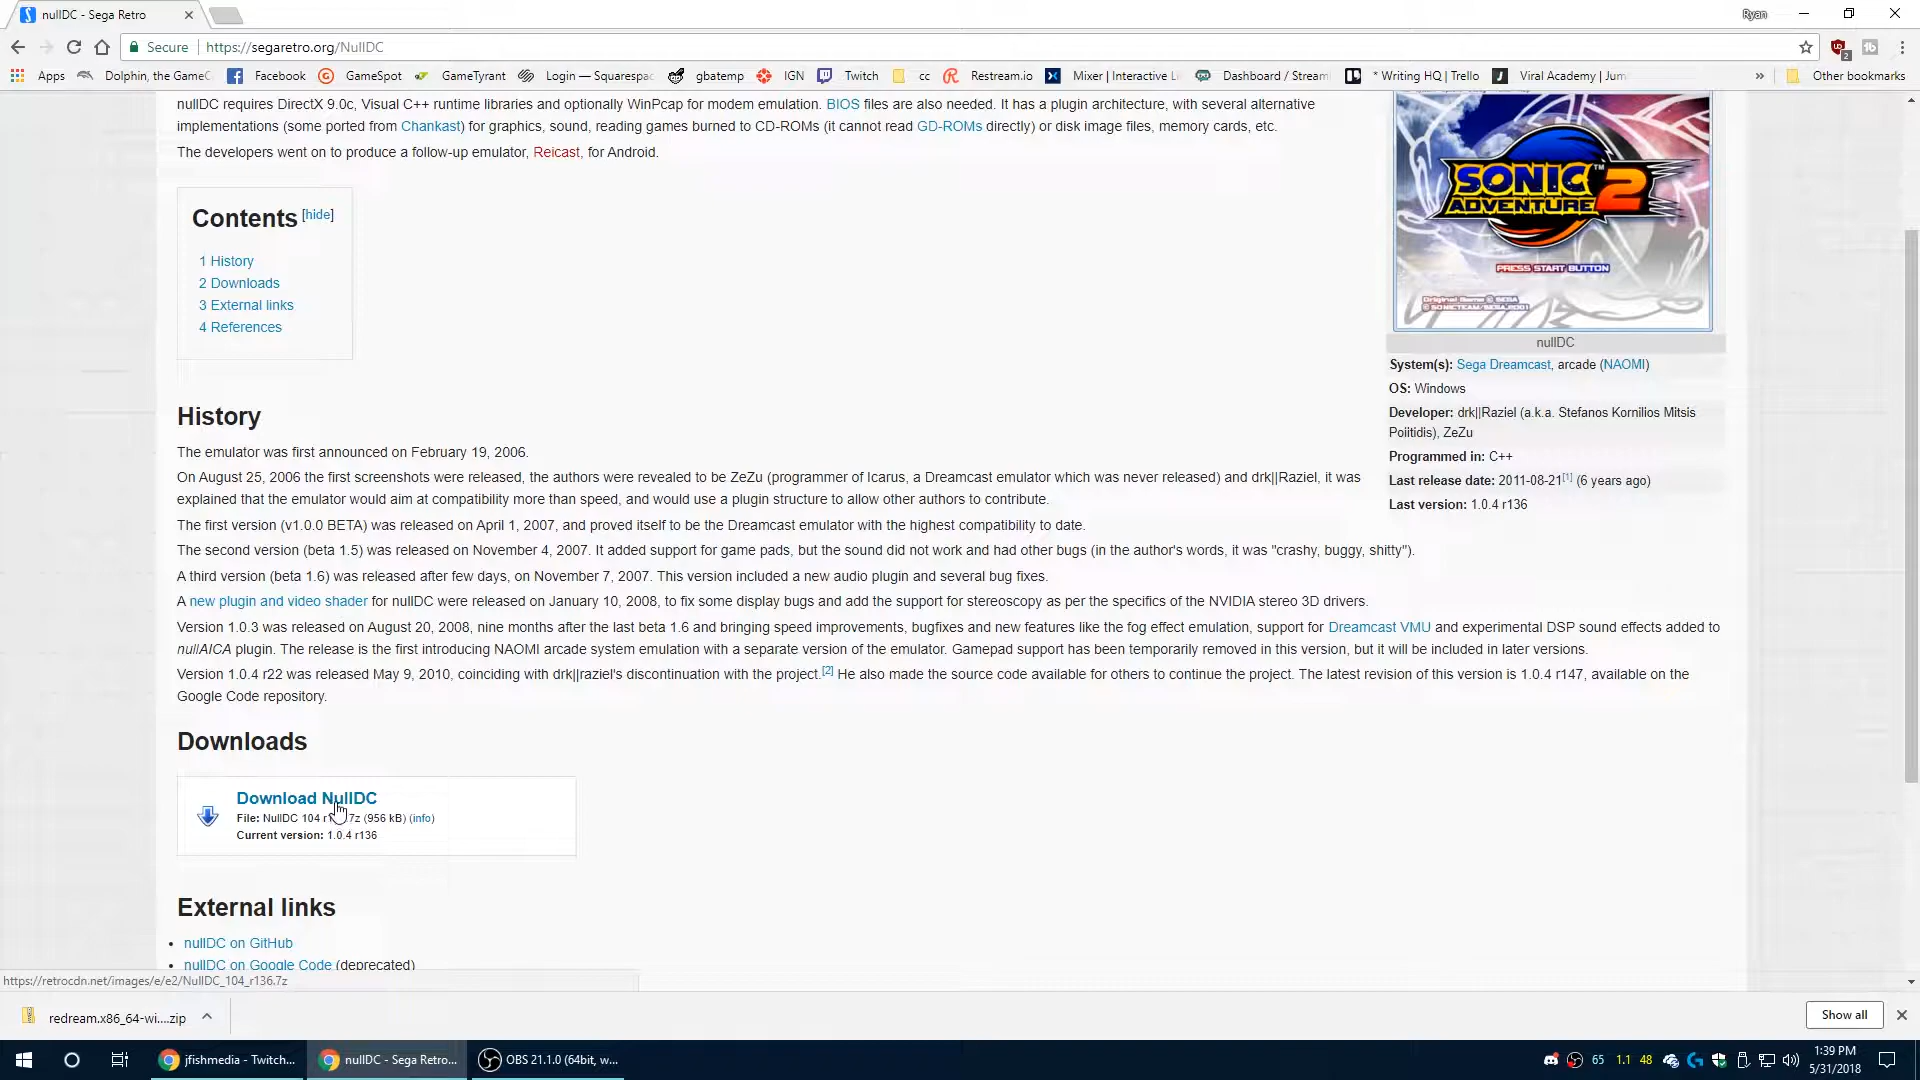 nullDC - Sega Retro
Ryan
Secure https://segaretro.org/NullDC
2
Apps Dolphin, the GameC Facebook GameSpot GameTyrant Login — Squarespac gbatemp IGN Twitch cc Restream.io Mixer | Interactive Li Dashboard / Stream * Writing HQ | Trello Viral Academy | Jum » Other bookmarks
nullDC requires DirectX 9.0c, Visual C++ runtime libraries and optionally WinPcap for modem emulation. BIOS files are also needed. It has a plugin architecture, with several alternative
implementations (some ported from Chankast) for graphics, sound, reading games burned to CD-ROMs (it cannot read GD-ROMs directly) or disk image files, memory cards, etc.
The developers went on to produce a follow-up emulator, Reicast, for Android.
Contents [hide]
1 History
2 Downloads
3 External links
4 References
SONIC
ADVENTURE 2
TM
PRESS START BUTTON
Original Game © SEGA
© SONICTEAM/SEGA 2001
nullDC
System(s): Sega Dreamcast, arcade (NAOMI)
OS: Windows
Developer: drk||Raziel (a.k.a. Stefanos Kornilios Mitsis
Poiitidis), ZeZu
Programmed in: C++
Last release date: 2011-08-21[1] (6 years ago)
Last version: 1.0.4 r136
History
The emulator was first announced on February 19, 2006.
On August 25, 2006 the first screenshots were released, the authors were revealed to be ZeZu (programmer of Icarus, a Dreamcast emulator which was never released) and drk||Raziel, it was
explained that the emulator would aim at compatibility more than speed, and would use a plugin structure to allow other authors to contribute.
The first version (v1.0.0 BETA) was released on April 1, 2007, and proved itself to be the Dreamcast emulator with the highest compatibility to date.
The second version (beta 1.5) was released on November 4, 2007. It added support for game pads, but the sound did not work and had other bugs (in the author's words, it was "crashy, buggy, shitty").
A third version (beta 1.6) was released after few days, on November 7, 2007. This version included a new audio plugin and several bug fixes.
A new plugin and video shader for nullDC were released on January 10, 2008, to fix some display bugs and add the support for stereoscopy as per the specifics of the NVIDIA stereo 3D drivers.
Version 1.0.3 was released on August 20, 2008, nine months after the last beta 1.6 and bringing speed improvements, bugfixes and new features like the fog effect emulation, support for Dreamcast VMU and experimental DSP sound effects added to
nullAICA plugin. The release is the first introducing NAOMI arcade system emulation with a separate version of the emulator. Gamepad support has been temporarily removed in this version, but it will be included in later versions.
Version 1.0.4 r22 was released May 9, 2010, coinciding with drk||raziel's discontinuation with the project.[2] He also made the source code available for others to continue the project. The latest revision of this version is 1.0.4 r147, available on the
Google Code repository.
Downloads
Download NullDC
File: NullDC 104 r 7z (956 kB) (info)
Current version: 1.0.4 r136
External links
• nullDC on GitHub
• nullDC on Google Code (deprecated)
https://retrocdn.net/images/e/e2/NullDC_104_r136.7z
redream.x86_64-wi....zip
Show all
jfishmedia - Twitch... nullDC - Sega Retro... OBS 21.1.0 (64bit, w... 65 1.1 48 1:39 PM
5/31/2018